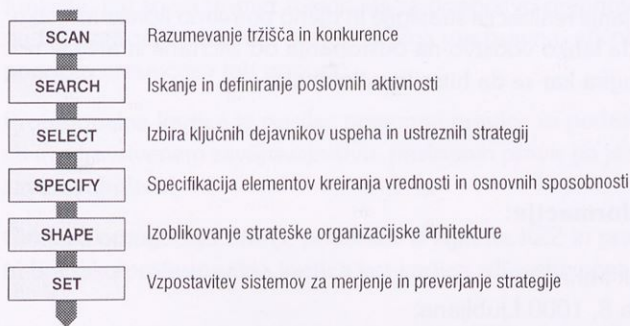 SCAN Razumevanje tržišča in konkurence
SEARCH Iskanje in definiranje poslovnih aktivnosti
SELECT Izbira ključnih dejavnikov uspeha in ustreznih strategij
SPECIFY Specifikacija elementov kreiranja vrednosti in osnovnih sposobnosti
SHAPE Izoblikovanje strateške organizacijske arhitekture
SET Vzpostavitev sistemov za merjenje in preverjanje strategije